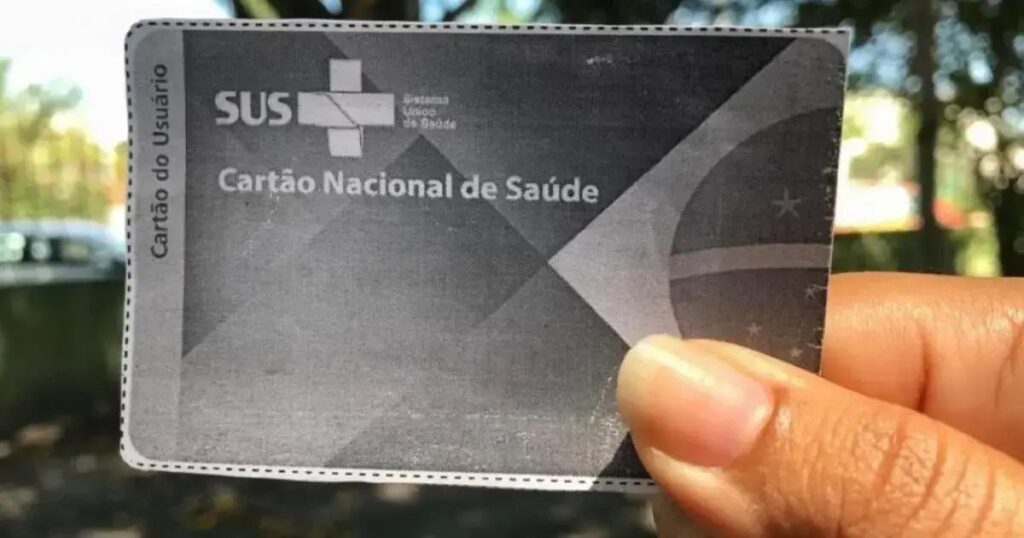 Cartão do Usuário
SUS
Sistema
Único
de Saúde
Cartão Nacional de Saúde